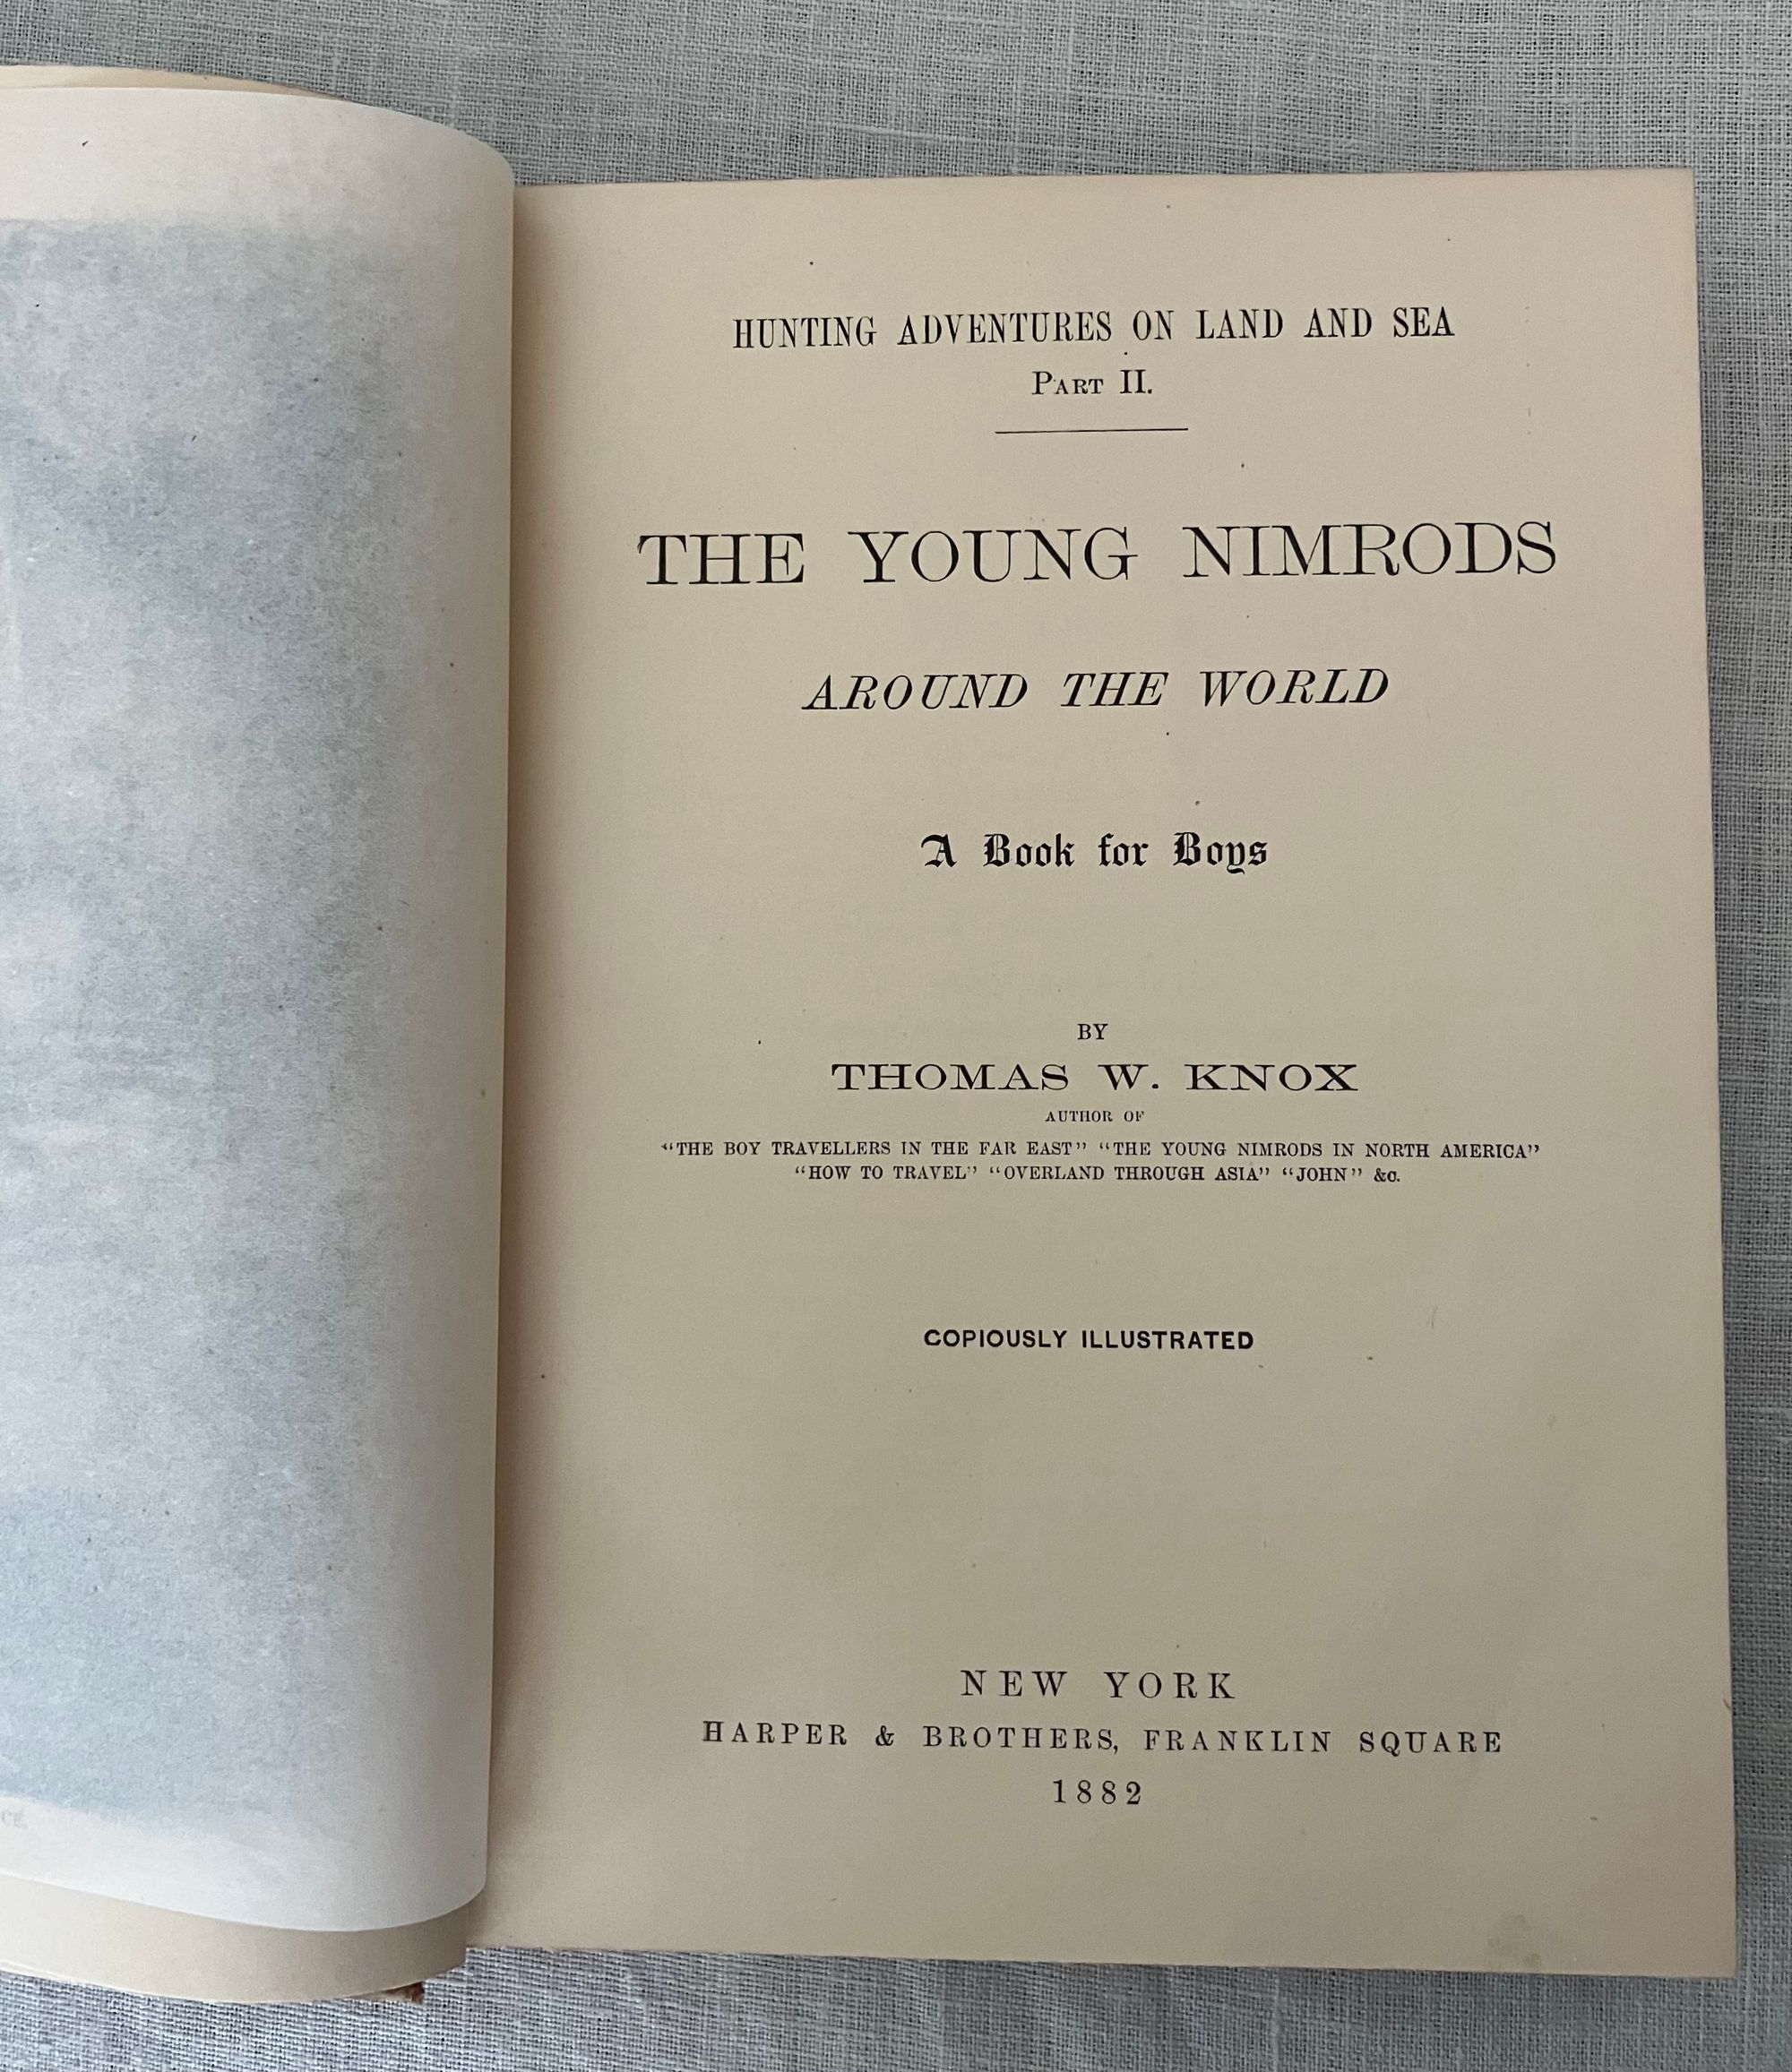 HUNTING ADVENTURES ON LAND AND SEA
PART II.
THE YOUNG NIMRODS
AROUND THE WORLD
A Book for Boys
BY
THOMAS W. KNOX
AUTHOR OF
“THE BOY TRAVELLERS IN THE FAR EAST” “THE YOUNG NIMRODS IN NORTH AMERICA”
“HOW TO TRAVEL” “OVERLAND THROUGH ASIA” “JOHN” &c.
COPIOUSLY ILLUSTRATED
NEW YORK
HARPER & BROTHERS, FRANKLIN SQUARE
1882